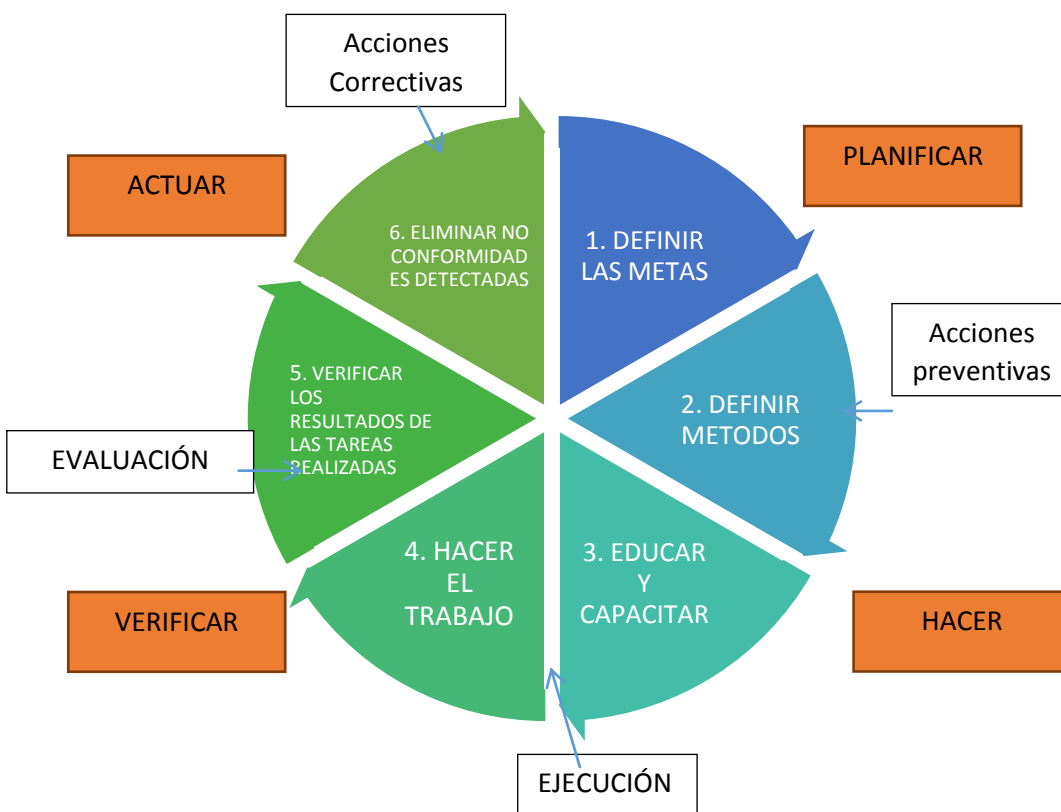 Acciones
Correctivas
PLANIFICAR
ACTUAR
1. DEFINIR
LAS METAS
Acciones
preventivas
2. DEFINIR
METODOS
3. EDUCAR
Y
CAPACITAR
HACER
EJECUCIÓN
4. HACER
EL
TRABAJO
VERIFICAR
5. VERIFICAR
LOS
RESULTADOS DE
LAS TAREAS
REALIZADAS
EVALUACIÓN
6. ELIMINAR NO
CONFORMIDAD
ES DETECTADAS